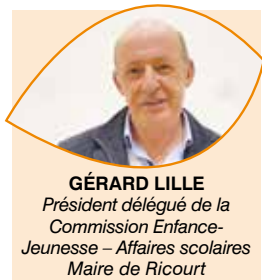 GÉRARD LILLE
Président délégué de la
Commission Enfance-
Jeunesse – Affaires scolaires
Maire de Ricourt